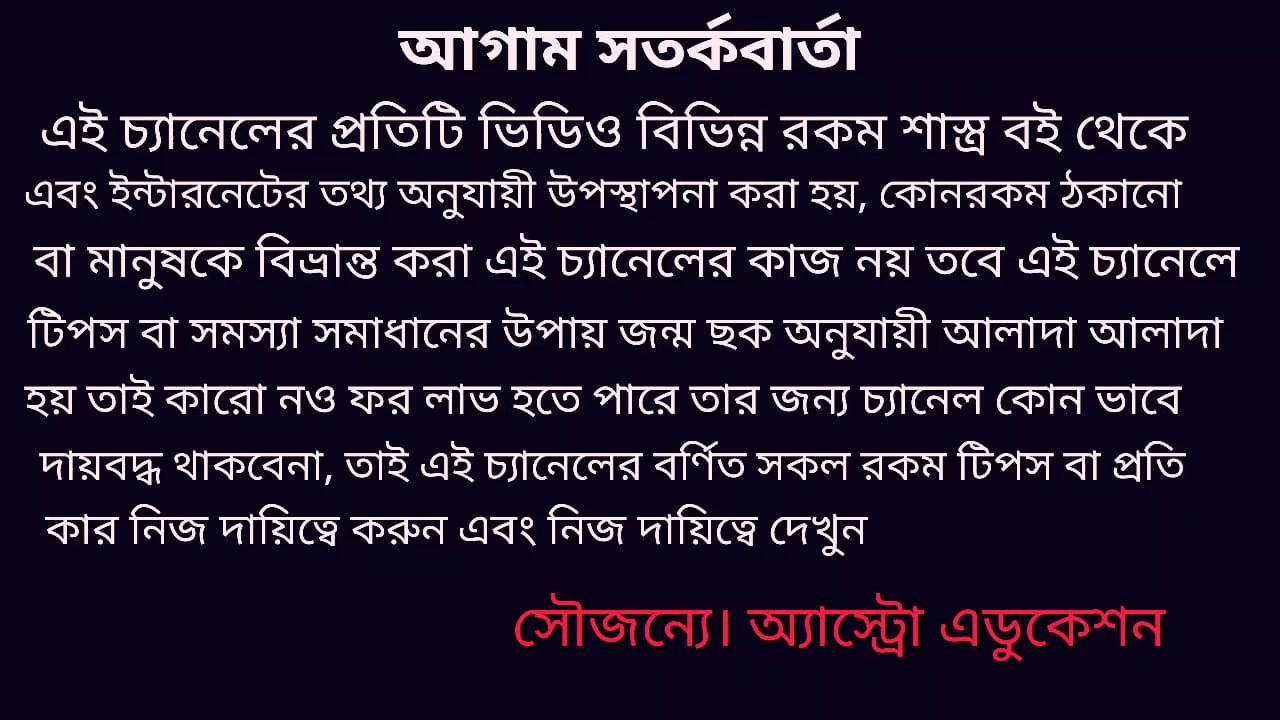 আগাম সতর্কবার্তা
এই চ্যানেলের প্রতিটি ভিডিও বিভিন্ন রকম শাস্ত্র বই থেকে
এবং ইন্টারনেটের তথ্য অনুযায়ী উপস্থাপনা করা হয়, কোনরকম ঠকানো
বা মানুষকে বিভ্রান্ত করা এই চ্যানেলের কাজ নয় তবে এই চ্যানেলে
টিপস বা সমস্যা সমাধানের উপায় জন্ম ছক অনুযায়ী আলাদা আলাদা
হয় তাই কারো নও ফর লাভ হতে পারে তার জন্য চ্যানেল কোন ভাবে
দায়বদ্ধ থাকবেনা, তাই এই চ্যানেলের বর্ণিত সকল রকম টিপস বা প্রতি
কার নিজ দায়িত্বে করুন এবং নিজ দায়িত্বে দেখুন
সৌজন্যে। অ্যাস্ট্রো এডুকেশন